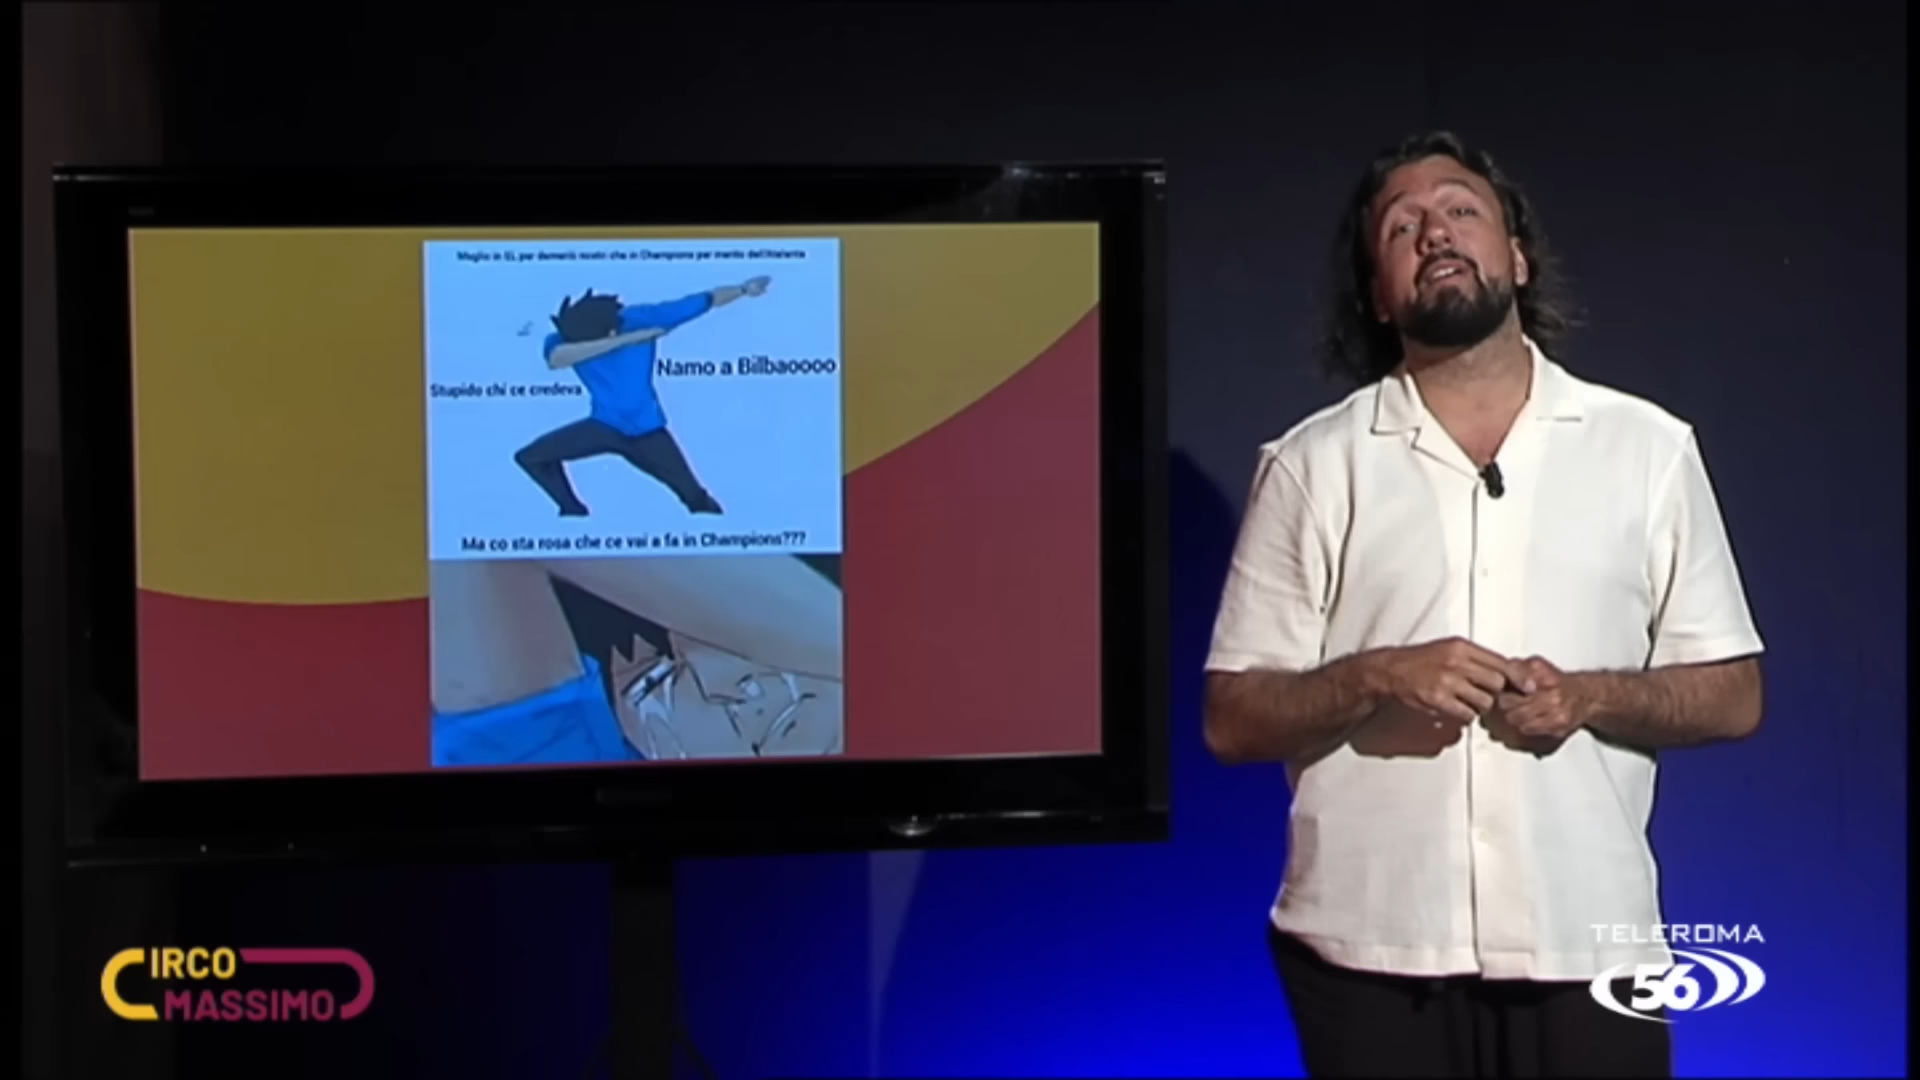 Meglio in EL per demeriti nostri che in Champions per merito dell'Atalanta
Namo a Bilbaoooo
Stupido chi ce credeva
Ma co sta rosa che ce vai a fa in Champions???
CIRCO
MASSIMO
TELEROMA
56